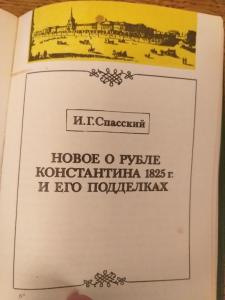 И.Г.Спасский
НОВОЕ О РУБЛЕ
КОНСТАНТИНА 1825 г.
И ЕГО ПОДДЕЛКАХ